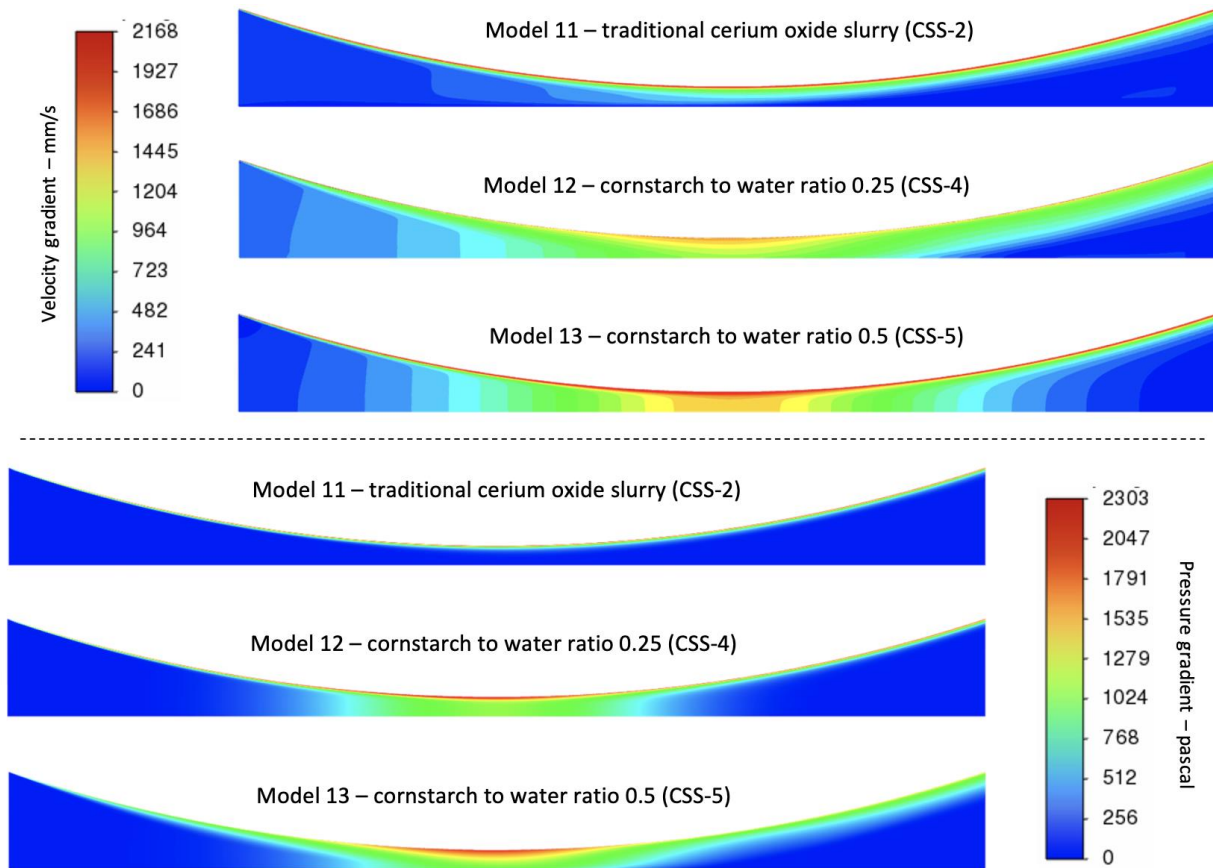 Model 11 – traditional cerium oxide slurry (CSS-2)
Velocity gradient – mm/s
2168
1927
1686
1445
1204
964
723
482
241
0
Model 12 – cornstarch to water ratio 0.25 (CSS-4)
Model 13 – cornstarch to water ratio 0.5 (CSS-5)
Model 11 – traditional cerium oxide slurry (CSS-2)
Model 12 – cornstarch to water ratio 0.25 (CSS-4)
Model 13 – cornstarch to water ratio 0.5 (CSS-5)
2303
2047
1791
1535
1279
1024
768
512
256
0
Pressure gradient – pascal